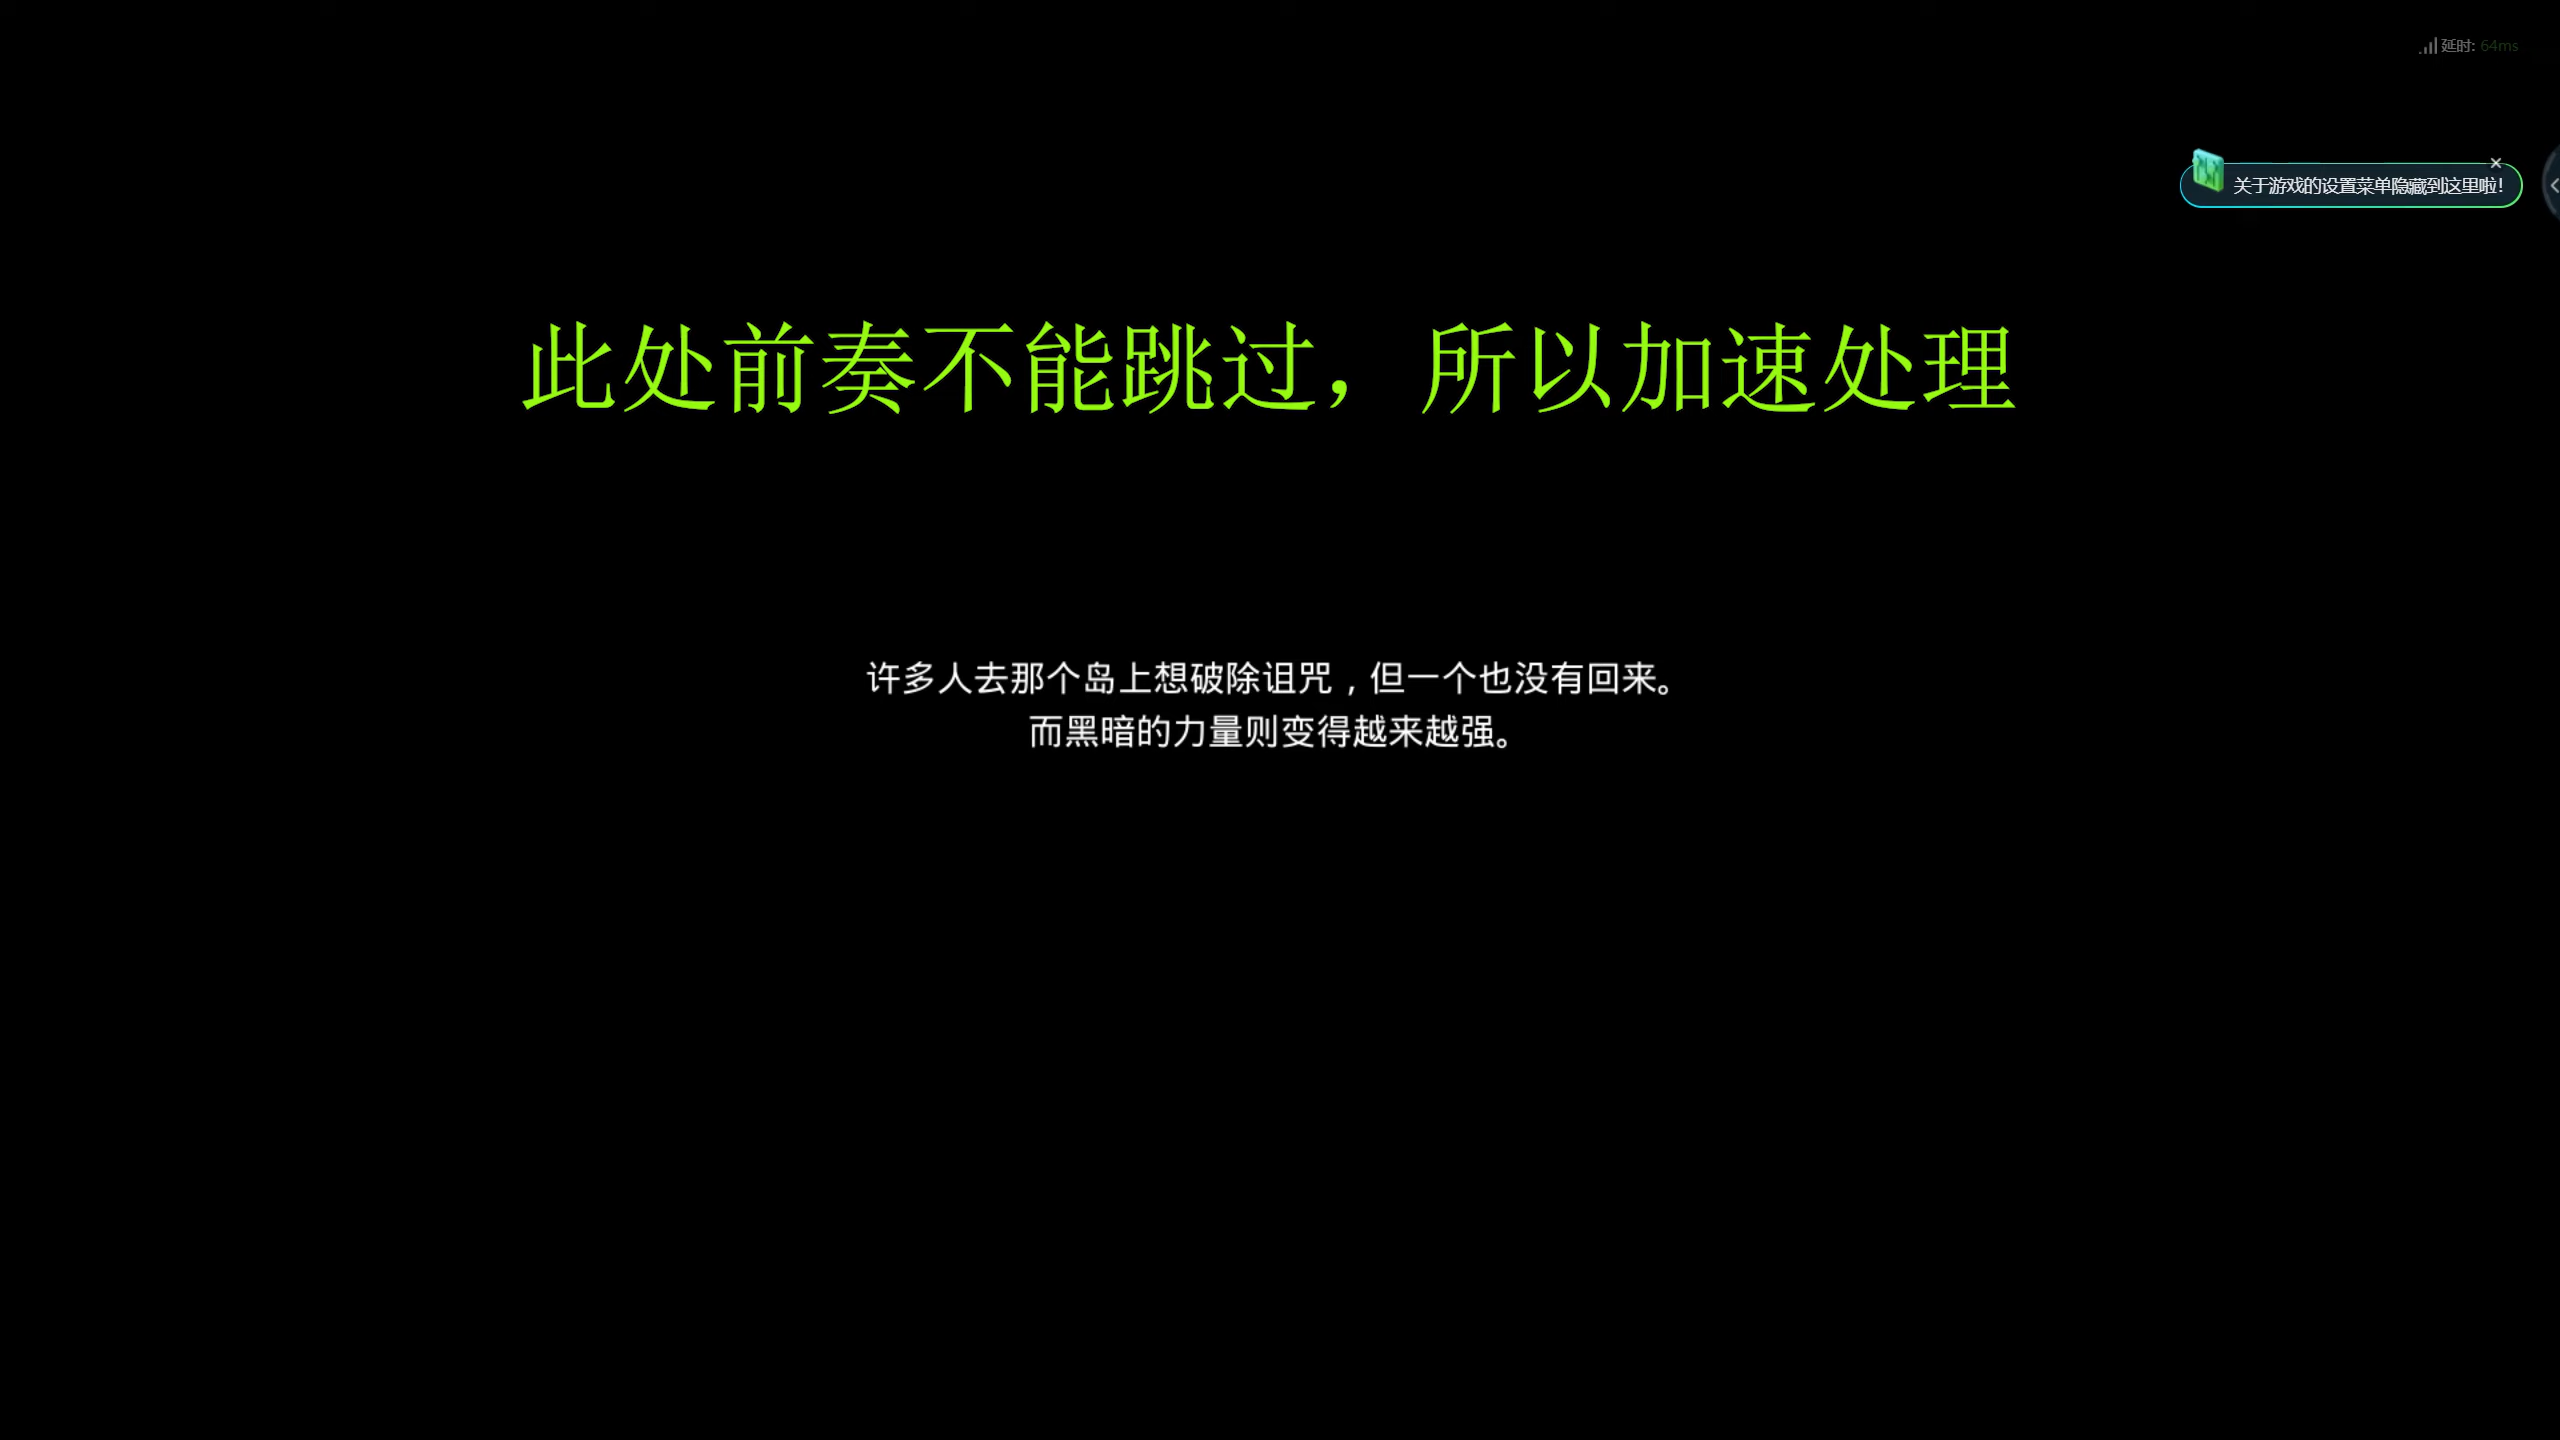 延时: 64ms
关于游戏的设置菜单隐藏到这里啦!
此处前奏不能跳过，所以加速处理
许多人去那个岛上想破除诅咒，但一个也没有回来。
而黑暗的力量则变得越来越强。